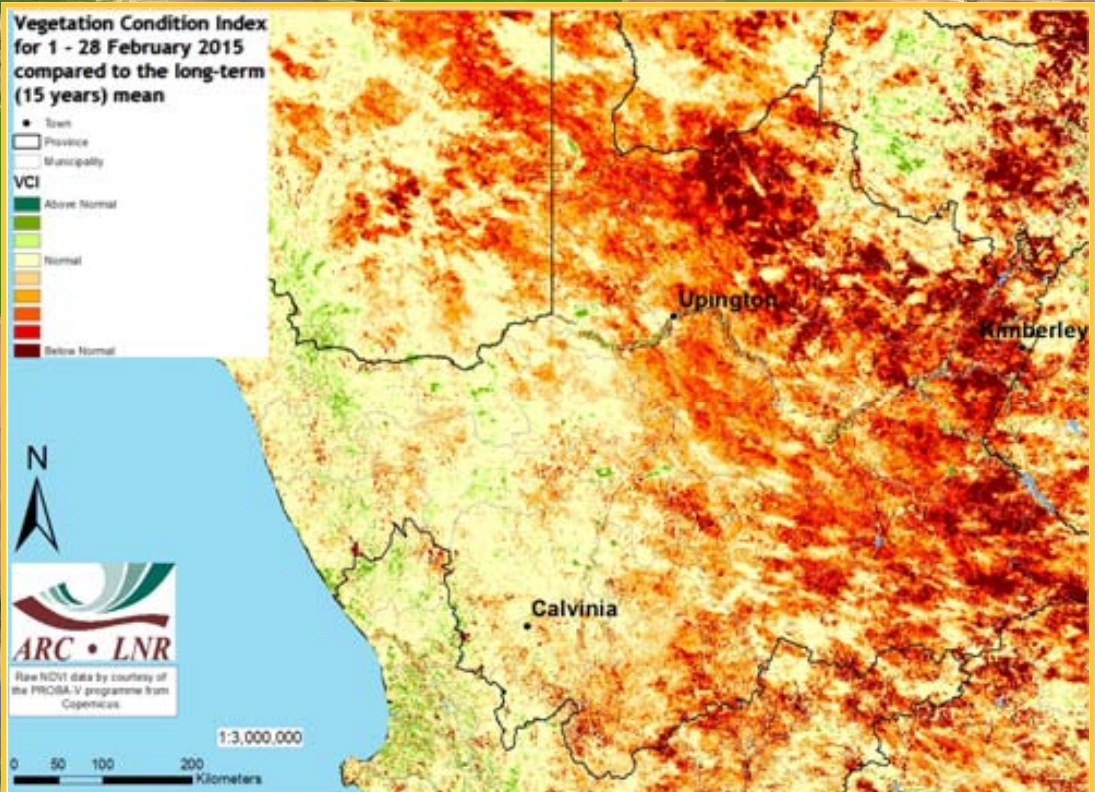 Vegetation Condition Index
for 1 - 28 February 2015
compared to the long-term
(15 years) mean
Town
Province
Municipality
VCI
Above Normal
Normal
Below Normal
Upington
Kimberley
N
Calvinia
ARC • LNR
Raw NDVI data by courtesy of
the PROBA-V programme from
Copernicus.
1:3,000,000
0 50 100 200
Kilometers